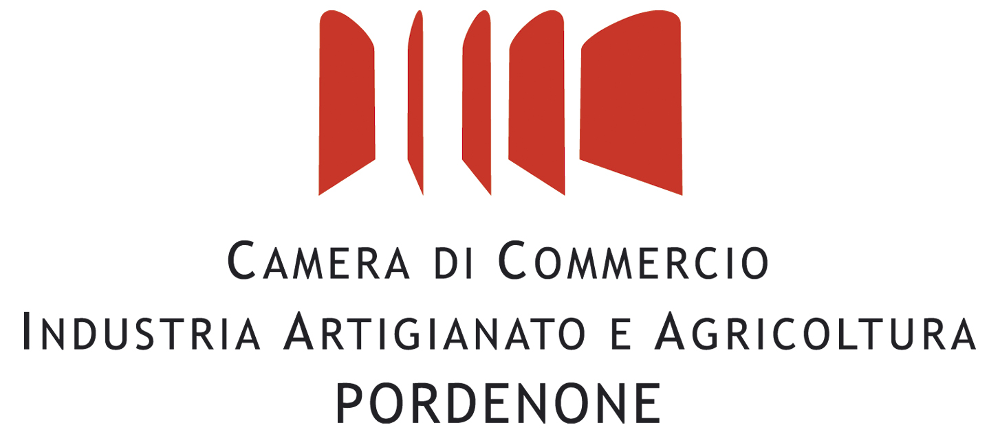 CAMERA DI COMMERCIO
INDUSTRIA ARTIGIANATO E AGRICOLTURA
PORDENONE